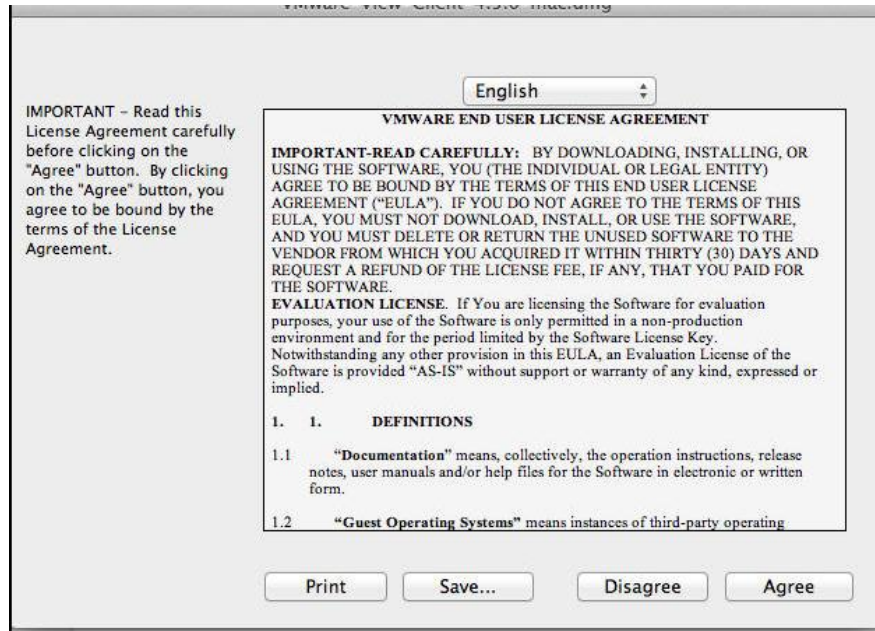 English
IMPORTANT – Read this
License Agreement carefully
before clicking on the
"Agree" button. By clicking
on the "Agree" button, you
agree to be bound by the
terms of the License
Agreement.
VMWARE END USER LICENSE AGREEMENT
IMPORTANT-READ CAREFULLY: BY DOWNLOADING, INSTALLING, OR
USING THE SOFTWARE, YOU (THE INDIVIDUAL OR LEGAL ENTITY)
AGREE TO BE BOUND BY THE TERMS OF THIS END USER LICENSE
AGREEMENT (“EULA”). IF YOU DO NOT AGREE TO THE TERMS OF THIS
EULA, YOU MUST NOT DOWNLOAD, INSTALL, OR USE THE SOFTWARE,
AND YOU MUST DELETE OR RETURN THE UNUSED SOFTWARE TO THE
VENDOR FROM WHICH YOU ACQUIRED IT WITHIN THIRTY (30) DAYS AND
REQUEST A REFUND OF THE LICENSE FEE, IF ANY, THAT YOU PAID FOR
THE SOFTWARE.
EVALUATION LICENSE. If You are licensing the Software for evaluation
purposes, your use of the Software is only permitted in a non-production
environment and for the period limited by the Software License Key.
Notwithstanding any other provision in this EULA, an Evaluation License of the
Software is provided “AS-IS” without support or warranty of any kind, expressed or
implied.
1. 1. DEFINITIONS
1.1 “Documentation” means, collectively, the operation instructions, release
notes, user manuals and/or help files for the Software in electronic or written
form.
1.2 “Guest Operating Systems” means instances of third-party operating
Print Save... Disagree Agree